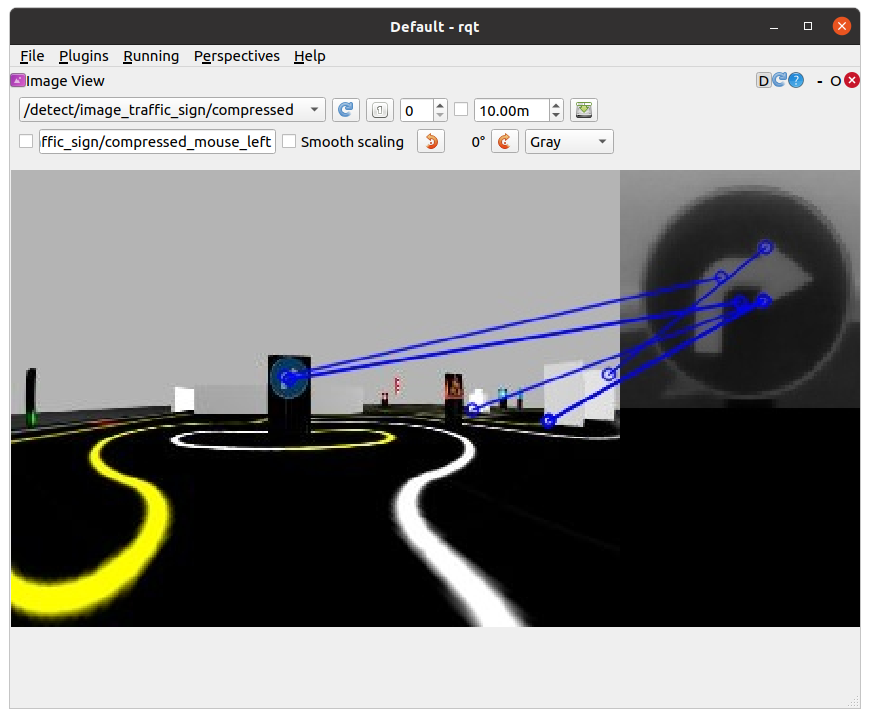 Default - rqt
File Plugins Running Perspectives Help
Image View D - O
/detect/image_traffic_sign/compressed 0 10.00m
ffic_sign/compressed_mouse_left Smooth scaling 0° Gray